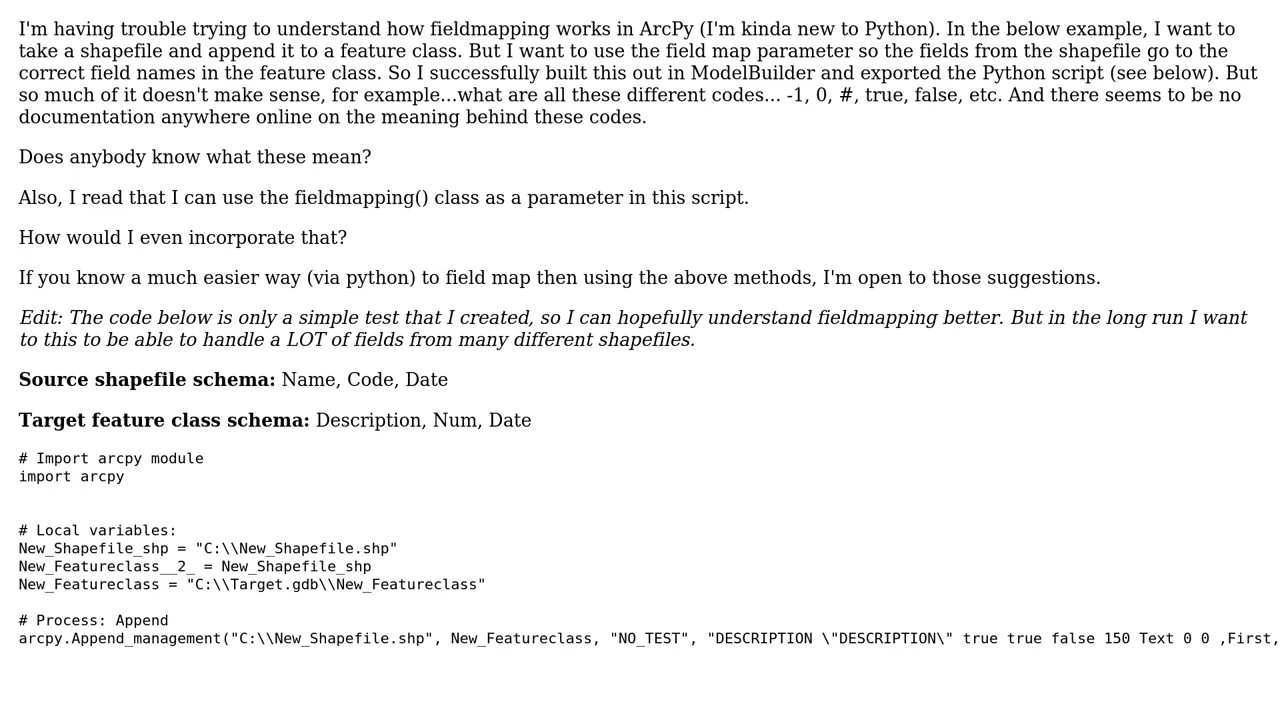 I'm having trouble trying to understand how fieldmapping works in ArcPy (I'm kinda new to Python). In the below example, I want to
take a shapefile and append it to a feature class. But I want to use the field map parameter so the fields from the shapefile go to the
correct field names in the feature class. So I successfully built this out in ModelBuilder and exported the Python script (see below). But
so much of it doesn't make sense, for example...what are all these different codes... -1, 0, #, true, false, etc. And there seems to be no
documentation anywhere online on the meaning behind these codes.
Does anybody know what these mean?
Also, I read that I can use the fieldmapping() class as a parameter in this script.
How would I even incorporate that?
If you know a much easier way (via python) to field map then using the above methods, I'm open to those suggestions.
Edit: The code below is only a simple test that I created, so I can hopefully understand fieldmapping better. But in the long run I want
to this to be able to handle a LOT of fields from many different shapefiles.
Source shapefile schema: Name, Code, Date
Target feature class schema: Description, Num, Date
# Import arcpy module
import arcpy
# Local variables:
New_Shapefile_shp = "C:\\New_Shapefile.shp"
New_Featureclass__2_ = New_Shapefile_shp
New_Featureclass = "C:\\Target.gdb\\New_Featureclass"
# Process: Append
arcpy.Append_management("C:\\New_Shapefile.shp", New_Featureclass, "NO_TEST", "DESCRIPTION \"DESCRIPTION\" true true false 150 Text 0 0 ,First,